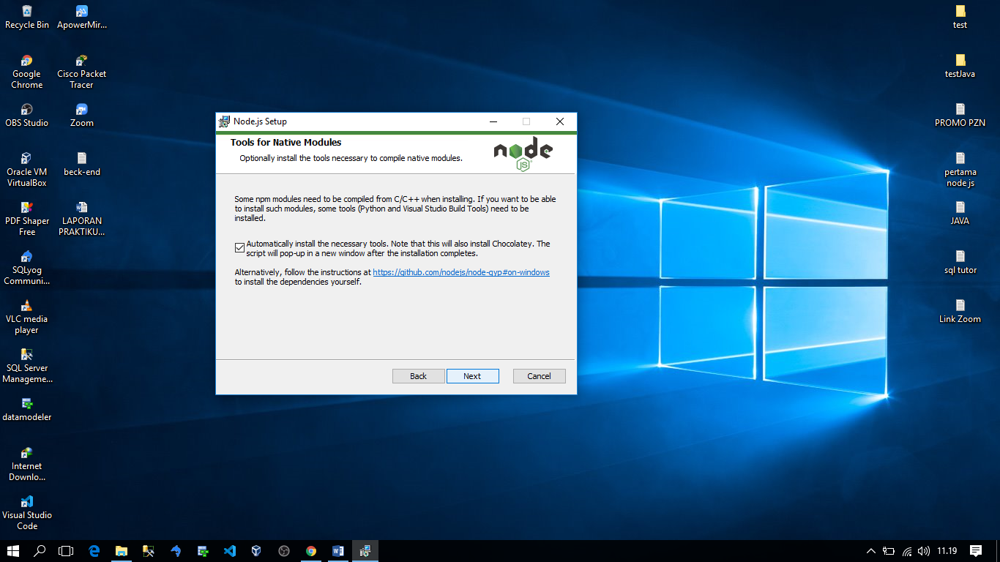 Recycle Bin
ApowerMir...
Google
Chrome
Cisco Packet
Tracer
OBS Studio
Zoom
Oracle VM
VirtualBox
beck-end
PDF Shaper
Free
LAPORAN
PRAKTIKU...
SQLyog
Communi...
VLC media
player
SQL Server
Manageme...
datamodeler
Internet
Downlo...
Visual Studio
Code
Node.js Setup
Tools for Native Modules
Optionally install the tools necessary to compile native modules.
node
JS
Some npm modules need to be compiled from C/C++ when installing. If you want to be able
to install such modules, some tools (Python and Visual Studio Build Tools) need to be
installed.
Automatically install the necessary tools. Note that this will also install Chocolatey. The
script will pop-up in a new window after the installation completes.
Alternatively, follow the instructions at https://github.com/nodejs/node-gyp#on-windows
to install the dependencies yourself.
Back
Next
Cancel
test
testJava
PROMO PZN
pertama
node js
JAVA
sql tutor
Link Zoom
11.19